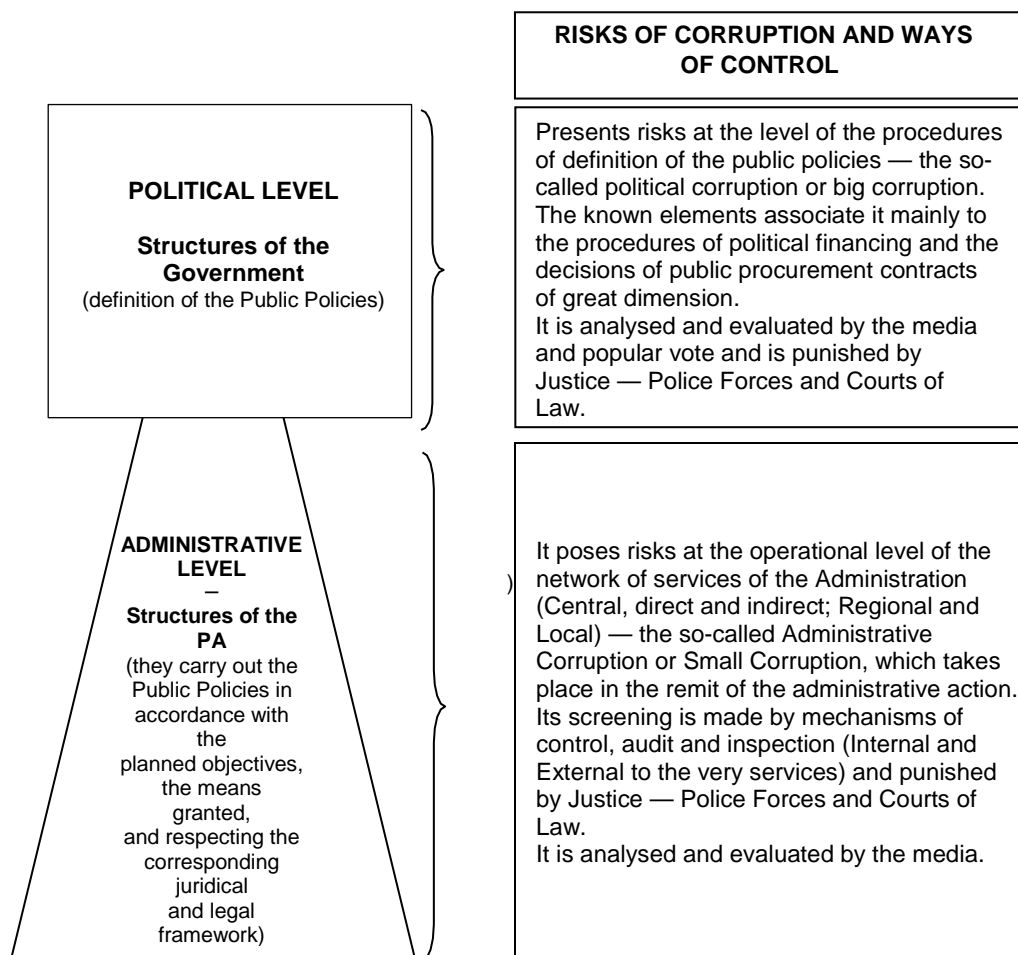 RISKS OF CORRUPTION AND WAYS
OF CONTROL
POLITICAL LEVEL
Structures of the
Government
(definition of the Public Policies)
Presents risks at the level of the procedures
of definition of the public policies — the so-
called political corruption or big corruption.
The known elements associate it mainly to
the procedures of political financing and the
decisions of public procurement contracts
of great dimension.
It is analysed and evaluated by the media
and popular vote and is punished by
Justice — Police Forces and Courts of
Law.
ADMINISTRATIVE
LEVEL
–
Structures of the
PA
(they carry out the
Public Policies in
accordance with
the
planned objectives,
the means
granted,
and respecting the
corresponding
juridical
and legal
framework)
)
It poses risks at the operational level of the
network of services of the Administration
(Central, direct and indirect; Regional and
Local) — the so-called Administrative
Corruption or Small Corruption, which takes
place in the remit of the administrative action.
Its screening is made by mechanisms of
control, audit and inspection (Internal and
External to the very services) and punished
by Justice — Police Forces and Courts of
Law.
It is analysed and evaluated by the media.